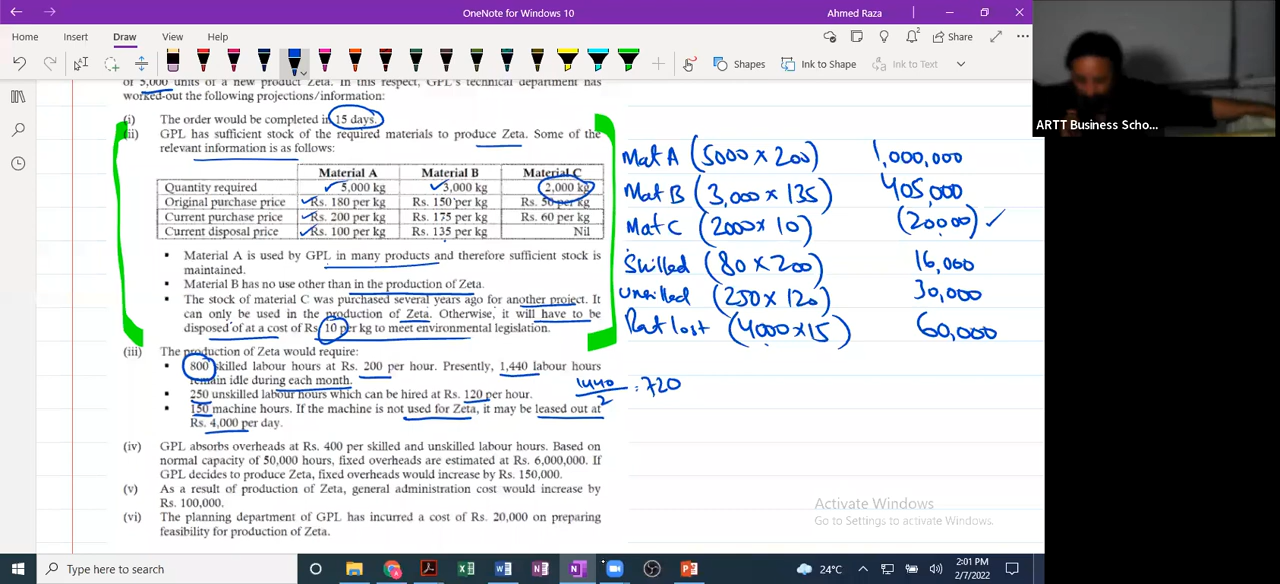 OneNote for Windows 10
Ahmed Raza
Home Insert Draw View Help
Share
Shapes
Ink to Shape
Ink to Text
ARTT Business Scho...
of 5,000 units of a new product Zeta. In this respect, GPL's technical department has
worked-out the following projections/information:
(i) The order would be completed in 15 days.
(ii) GPL has sufficient stock of the required materials to produce Zeta. Some of the
relevant information is as follows:
Material A Material B Material C
Quantity required 5,000 kg 3,000 kg 2,000 kg
Original purchase price Rs. 180 per kg Rs. 150 per kg Rs. 50 per kg
Current purchase price Rs. 200 per kg Rs. 175 per kg Rs. 60 per kg
Current disposal price Rs. 100 per kg Rs. 135 per kg Nil
▪ Material A is used by GPL in many products and therefore sufficient stock is
maintained.
▪ Material B has no use other than in the production of Zeta.
▪ The stock of material C was purchased several years ago for another project. It
can only be used in the production of Zeta. Otherwise, it will have to be
disposed of at a cost of Rs 10 per kg to meet environmental legislation.
(iii) The production of Zeta would require:
▪ 800 skilled labour hours at Rs. 200 per hour. Presently, 1,440 labour hours
remain idle during each month.
▪ 250 unskilled labour hours which can be hired at Rs. 120 per hour.
▪ 150 machine hours. If the machine is not used for Zeta, it may be leased out at
Rs. 4,000 per day.
(iv) GPL absorbs overheads at Rs. 400 per skilled and unskilled labour hours. Based on
normal capacity of 50,000 hours, fixed overheads are estimated at Rs. 6,000,000. If
GPL decides to produce Zeta, fixed overheads would increase by Rs. 150,000.
(v) As a result of production of Zeta, general administration cost would increase by
Rs. 100,000.
(vi) The planning department of GPL has incurred a cost of Rs. 20,000 on preparing
feasibility for production of Zeta.
Mat A (5000 x 200) 1,000,000
Mat B (3,000 x 135) 405,000
Mat C (2000 x 10) (20,000) ✓
Skilled (80 x 200) 16,000
Unskilled (250 x 120) 30,000
Rent lost (4000 x 15) 60,000
1440
2
= 720
Activate Windows
Go to Settings to activate Windows.
Type here to search
24°C
2:01 PM
2/7/2022